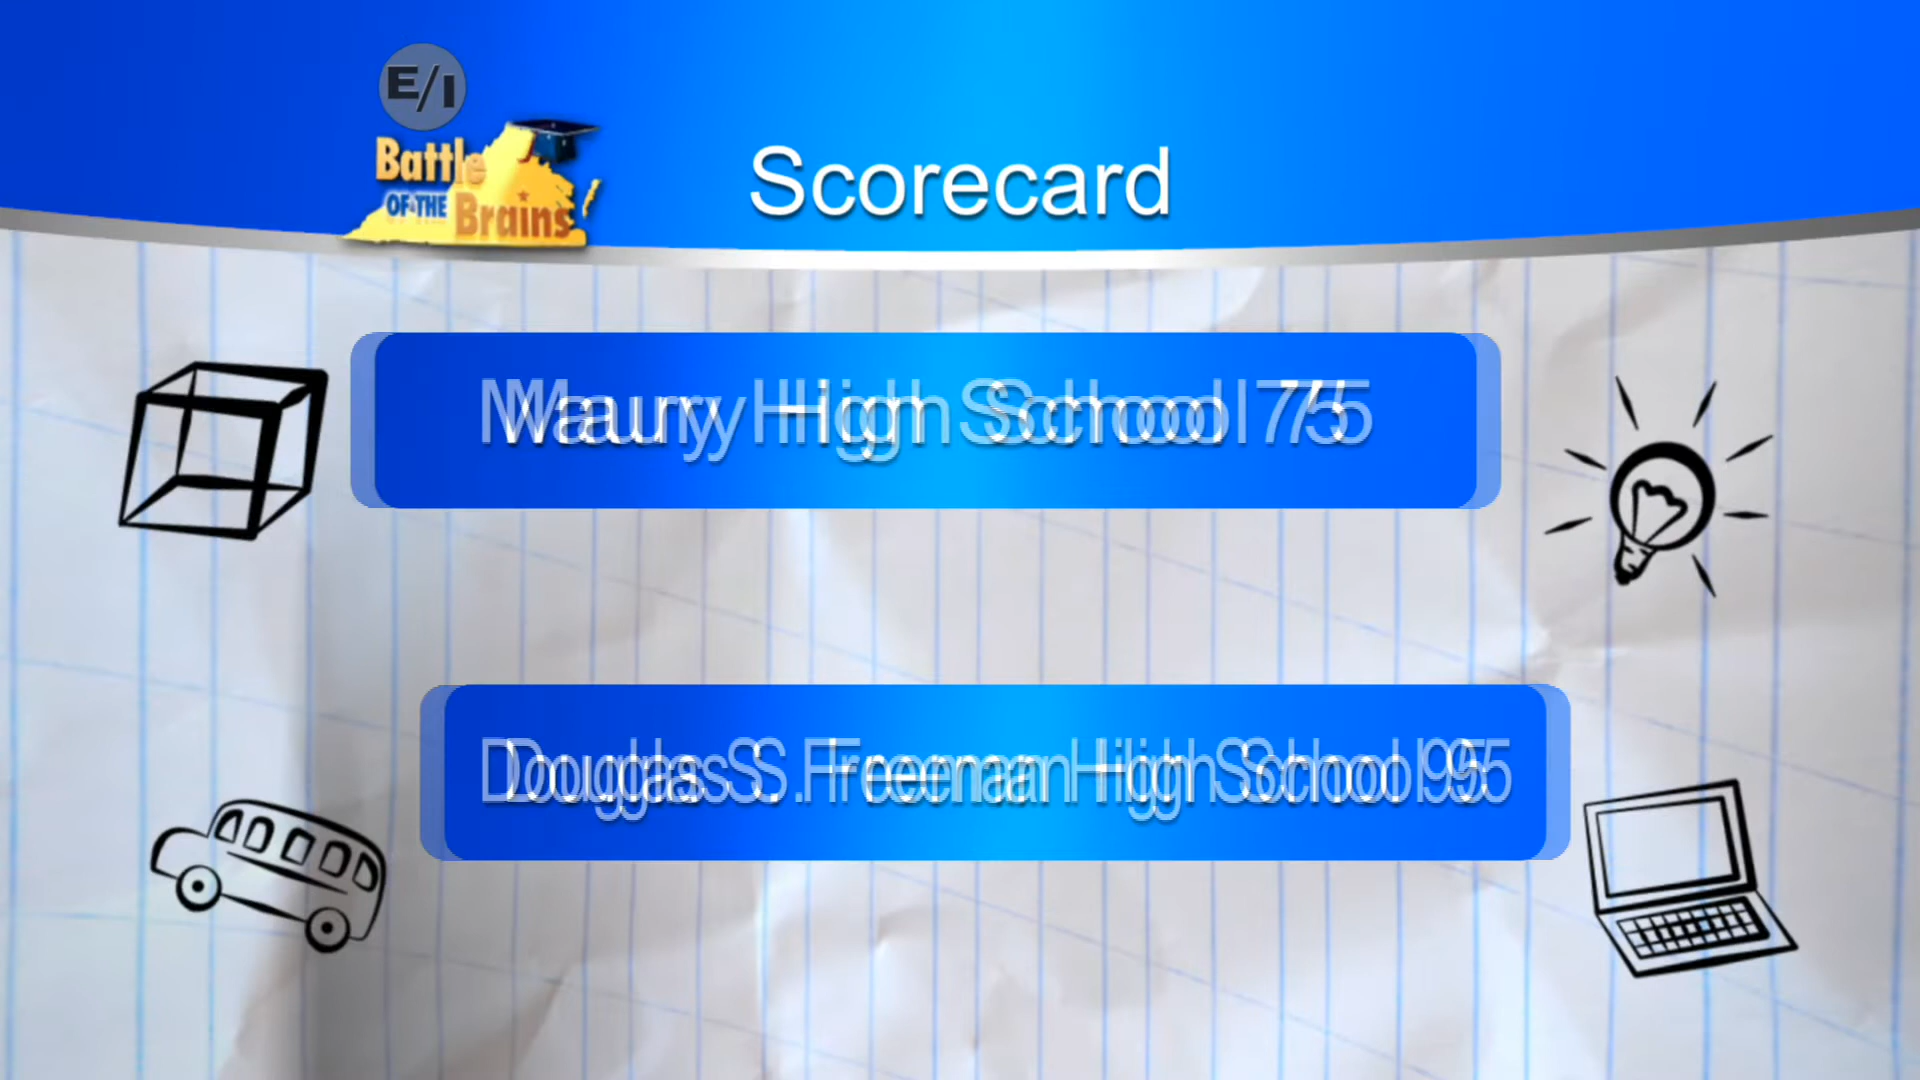 E/I
Battle
OF THE
Brains
Scorecard
Maury High School 75
Douglas S. Freeman High School 95